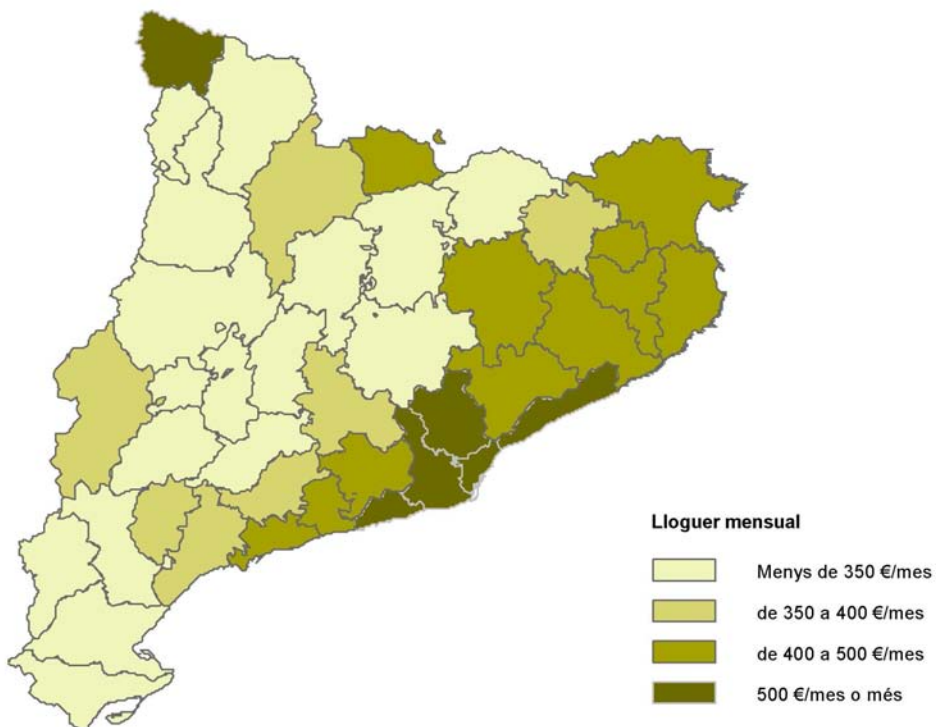 Lloguer mensual
Menys de 350 €/mes
de 350 a 400 €/mes
de 400 a 500 €/mes
500 €/mes o més